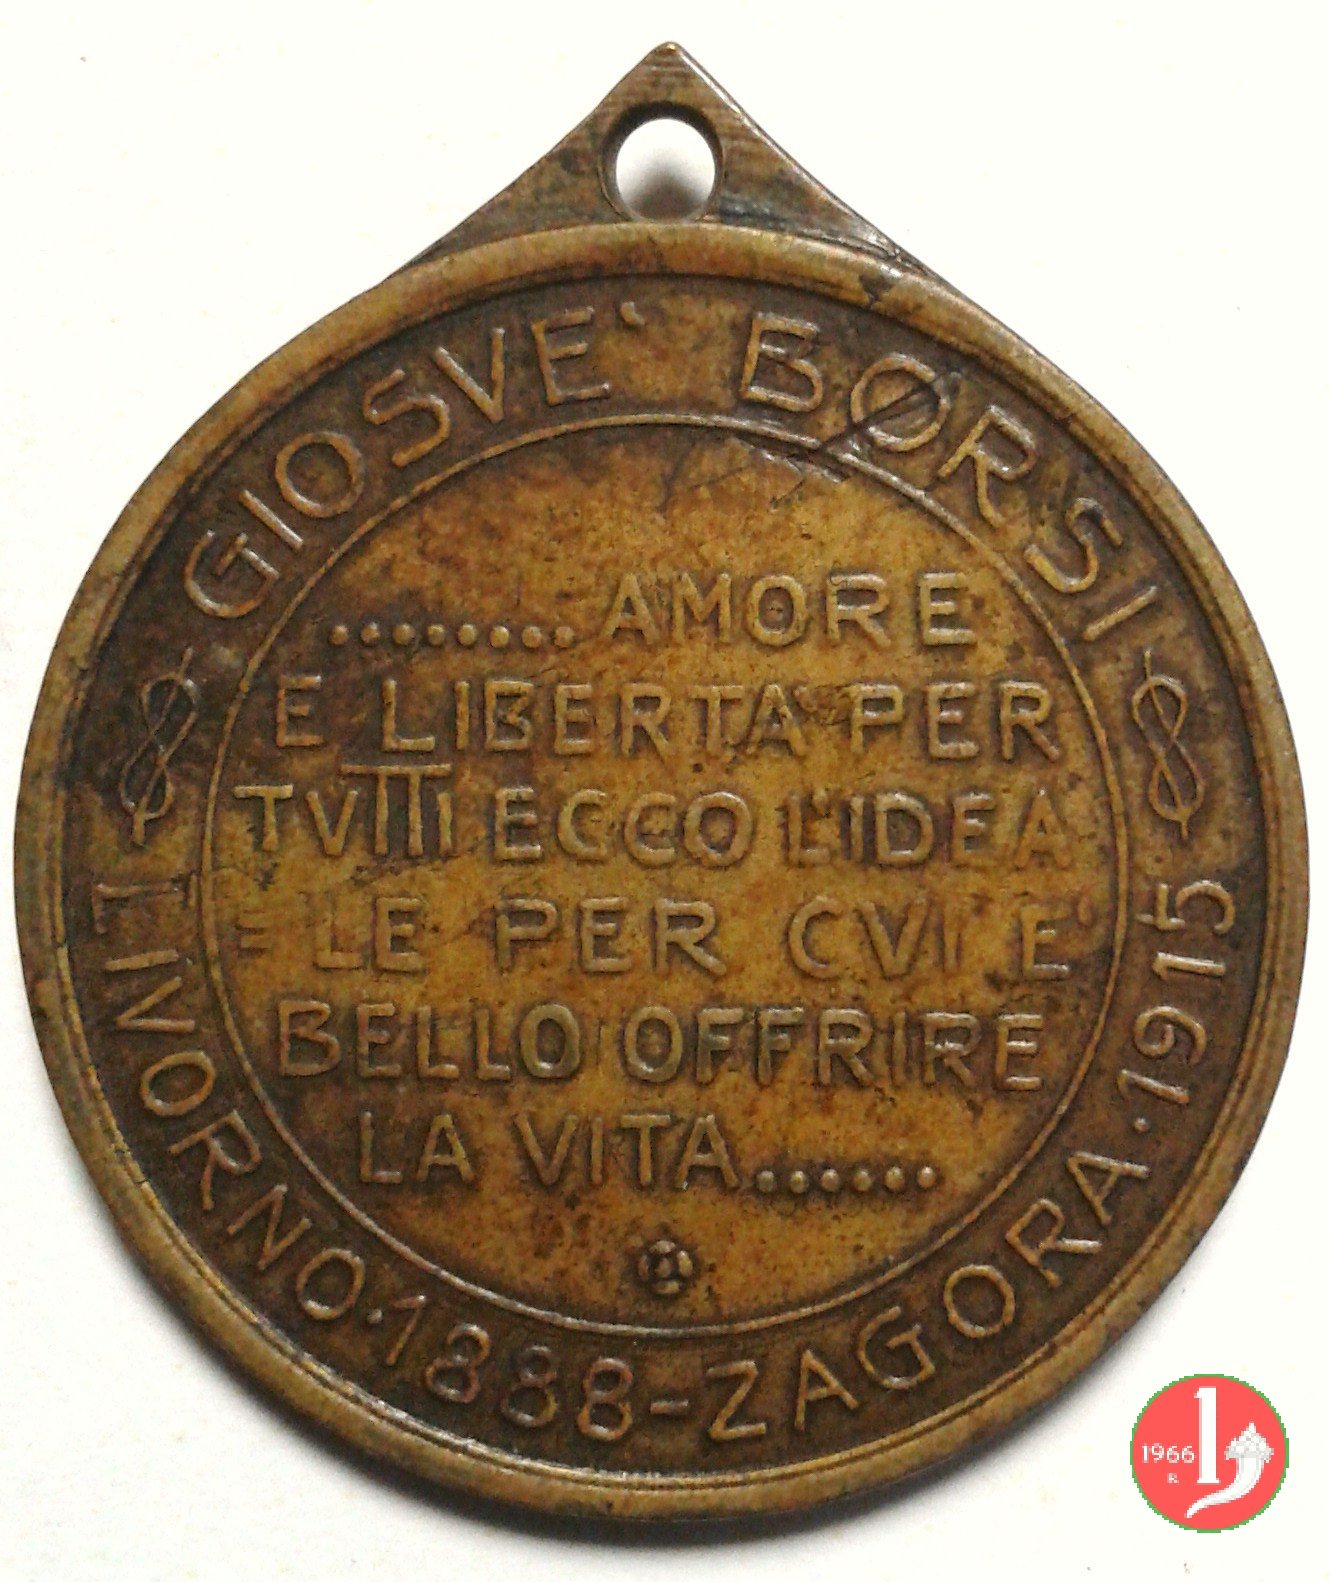 GIOSVE' BORSI
......... AMORE
E LIBERTA' PER
TVTTI ECCO L'IDEA
=LE PER CVI E'
BELLO OFFRIRE
LA VITA.......
LIVORNO·1888-ZAGORA·1915
1966
R